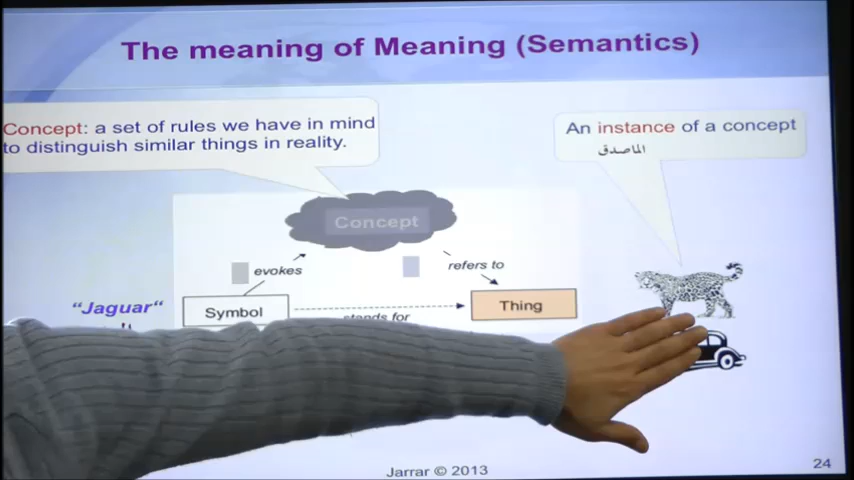 The meaning of Meaning (Semantics)
Concept: a set of rules we have in mind
to distinguish similar things in reality.
An instance of a concept
الماصدق
Concept
evokes
refers to
"Jaguar"
Symbol
stands for
Thing
Jarrar © 2013
24